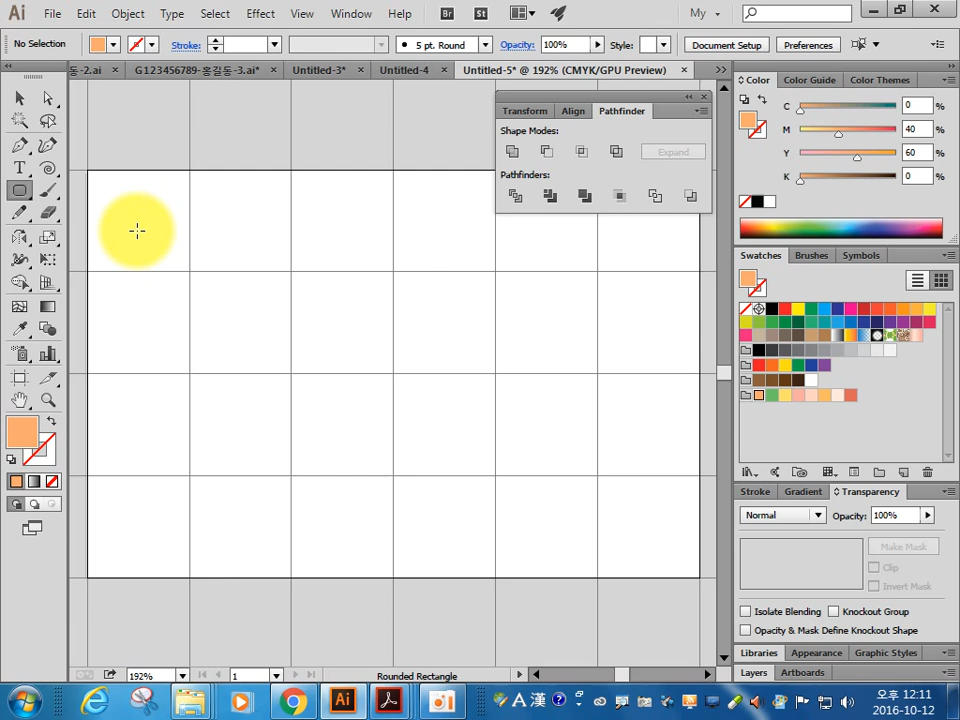 Ai File Edit Object Type Select Effect View Window Help Br St My
No Selection Stroke: 5 pt. Round Opacity: 100% Style: Document Setup Preferences
동-2.ai × G123456789-홍길동-3.ai* × Untitled-3* × Untitled-4 × Untitled-5* @ 192% (CMYK/GPU Preview) ×
Transform Align Pathfinder
Shape Modes:
Expand
Pathfinders:
Color Color Guide Color Themes
C 0 %
M 40 %
Y 60 %
K 0 %
Swatches Brushes Symbols
Stroke Gradient Transparency
Normal Opacity: 100%
Make Mask
Clip
Invert Mask
Isolate Blending Knockout Group
Opacity & Mask Define Knockout Shape
Libraries Appearance Graphic Styles
Layers Artboards
192% 1 Rounded Rectangle
Ai A 漢 ? 오후 12:11
2016-10-12